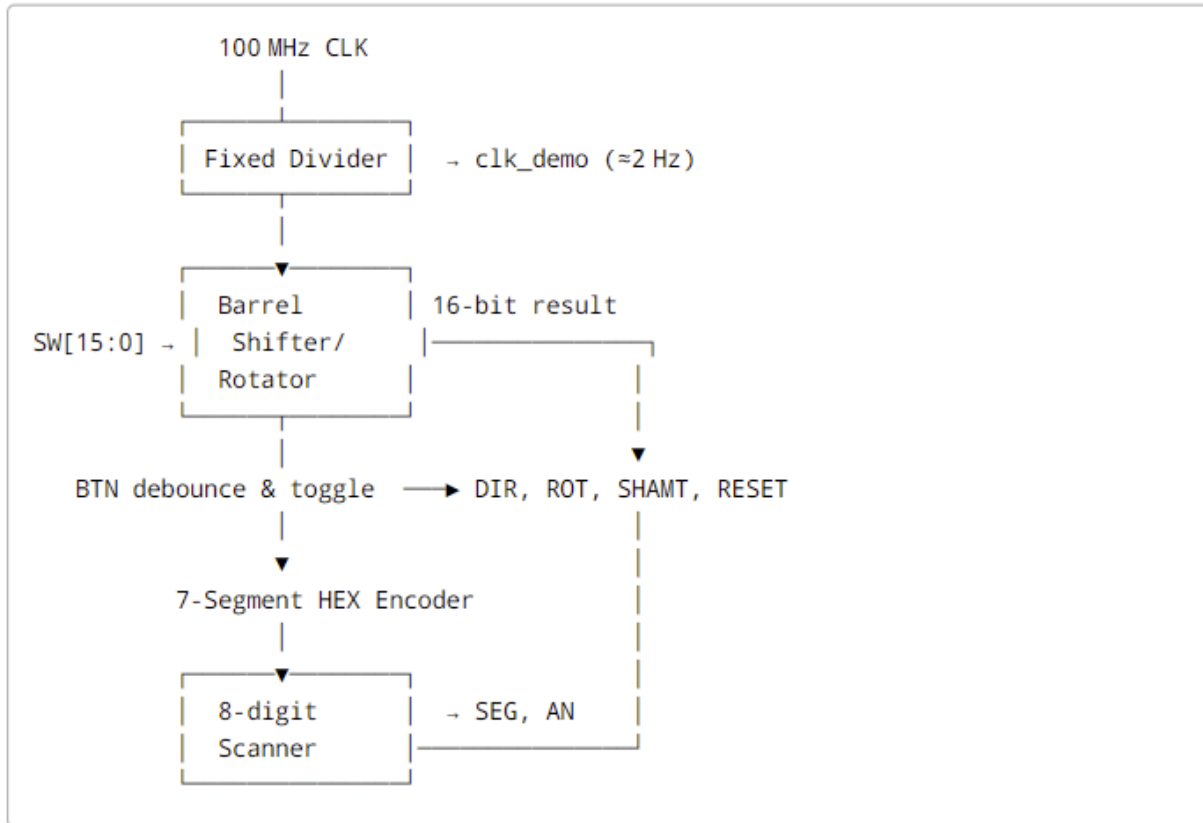 100 MHz CLK
Fixed Divider → clk_demo (≈2 Hz)
Barrel 16-bit result
SW[15:0] → Shifter/
Rotator
BTN debounce & toggle ──► DIR, ROT, SHAMT, RESET
7-Segment HEX Encoder
8-digit → SEG, AN
Scanner